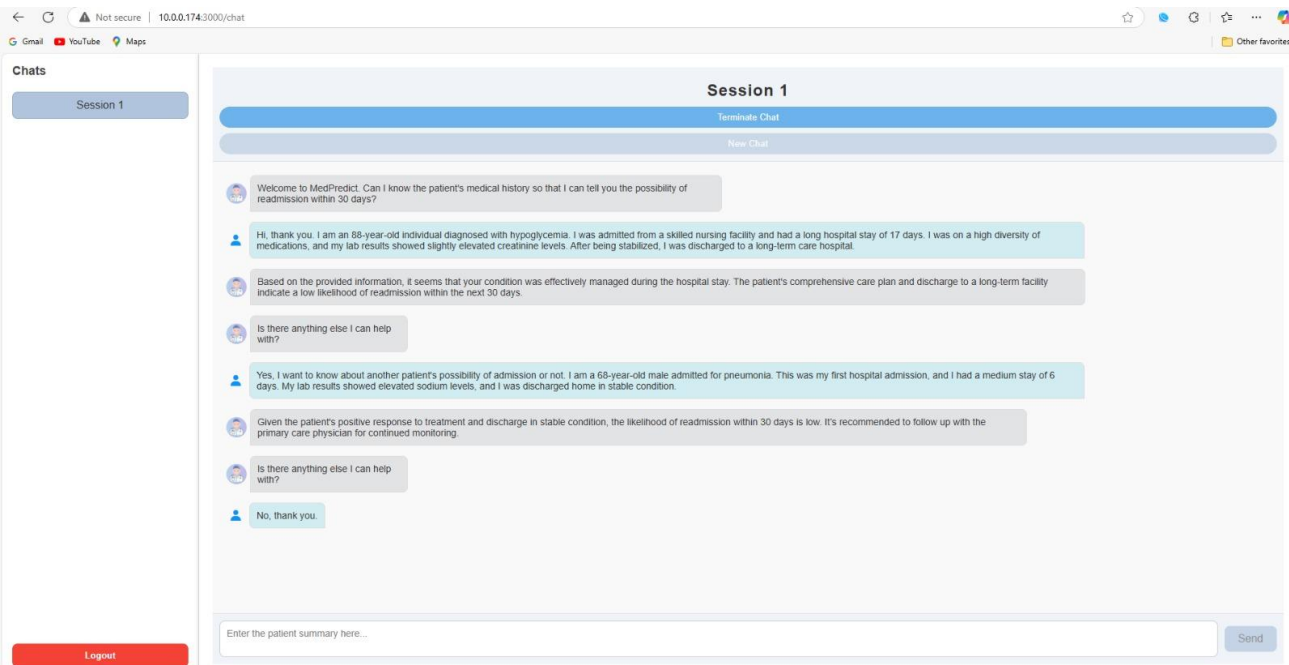 Not secure
10.0.0.174:3000/chat
Gmail
YouTube
Maps
Other favorites
Chats
Session 1
Logout
Session 1
Terminate Chat
New Chat
Welcome to MedPredict. Can I know the patient's medical history so that I can tell you the possibility of
readmission within 30 days?
Hi, thank you. I am an 88-year-old individual diagnosed with hypoglycemia. I was admitted from a skilled nursing facility and had a long hospital stay of 17 days. I was on a high diversity of
medications, and my lab results showed slightly elevated creatinine levels. After being stabilized, I was discharged to a long-term care hospital.
Based on the provided information, it seems that your condition was effectively managed during the hospital stay. The patient's comprehensive care plan and discharge to a long-term facility
indicate a low likelihood of readmission within the next 30 days.
Is there anything else I can help
with?
Yes, I want to know about another patient's possibility of admission or not. I am a 68-year-old male admitted for pneumonia. This was my first hospital admission, and I had a medium stay of 6
days. My lab results showed elevated sodium levels, and I was discharged home in stable condition.
Given the patient's positive response to treatment and discharge in stable condition, the likelihood of readmission within 30 days is low. It's recommended to follow up with the
primary care physician for continued monitoring.
Is there anything else I can help
with?
No, thank you.
Enter the patient summary here...
Send